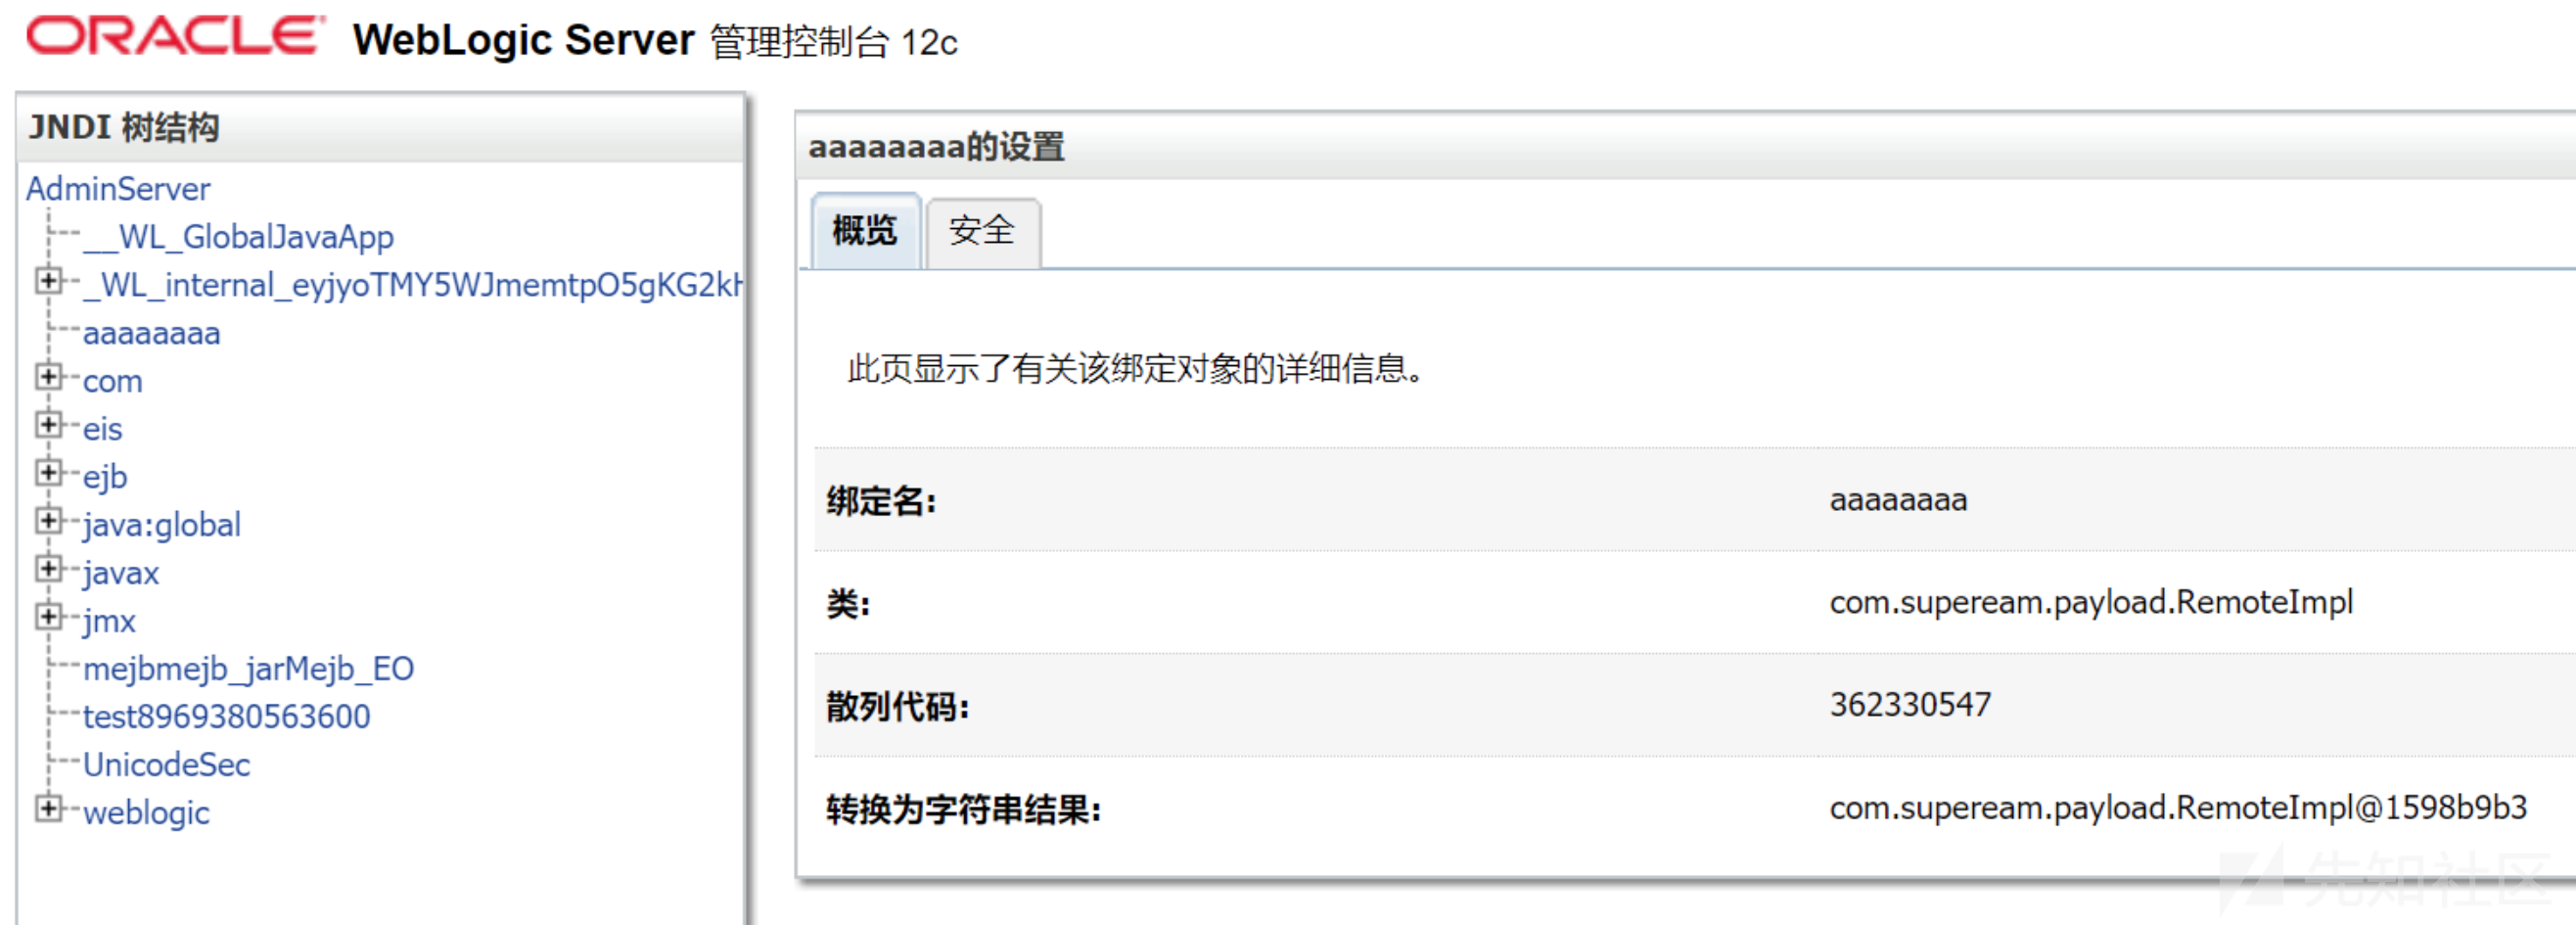 ORACLE WebLogic Server 管理控制台 12c
JNDI 树结构
AdminServer
__WL_GlobalJavaApp
_WL_internal_eyjyoTMY5WJmemtpO5gKG2k
aaaaaaaa
com
eis
ejb
java:global
javax
jmx
mejbmejb_jarMejb_EO
test8969380563600
UnicodeSec
weblogic
aaaaaaaa的设置
概览 安全
此页显示了有关该绑定对象的详细信息。
绑定名: aaaaaaaa
类: com.supeream.payload.RemoteImpl
散列代码: 362330547
转换为字符串结果: com.supeream.payload.RemoteImpl@1598b9b3
先知社区